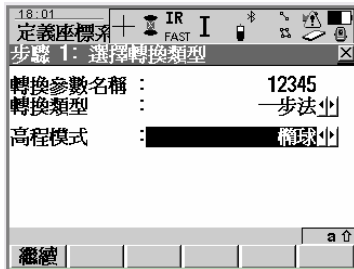 18:01
定義座標系
IR
FAST
I
步驟 1: 選擇轉換類型
轉換參數名稱 : 12345
轉換類型 : 一步法
高程模式 : 橢球
a
繼續